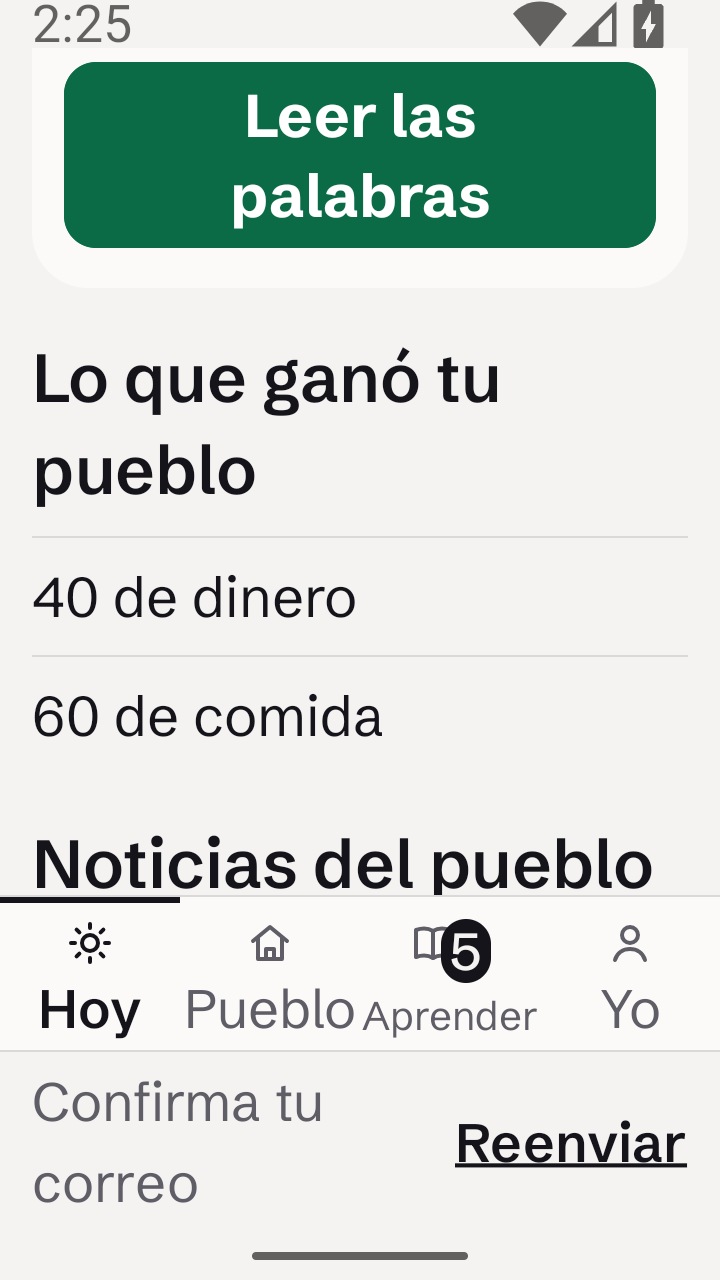 2:25
Leer las
palabras
Lo que ganó tu
pueblo
40 de dinero
60 de comida
Noticias del pueblo
5
Hoy
Pueblo
Aprender
Yo
Confirma tu
correo
Reenviar